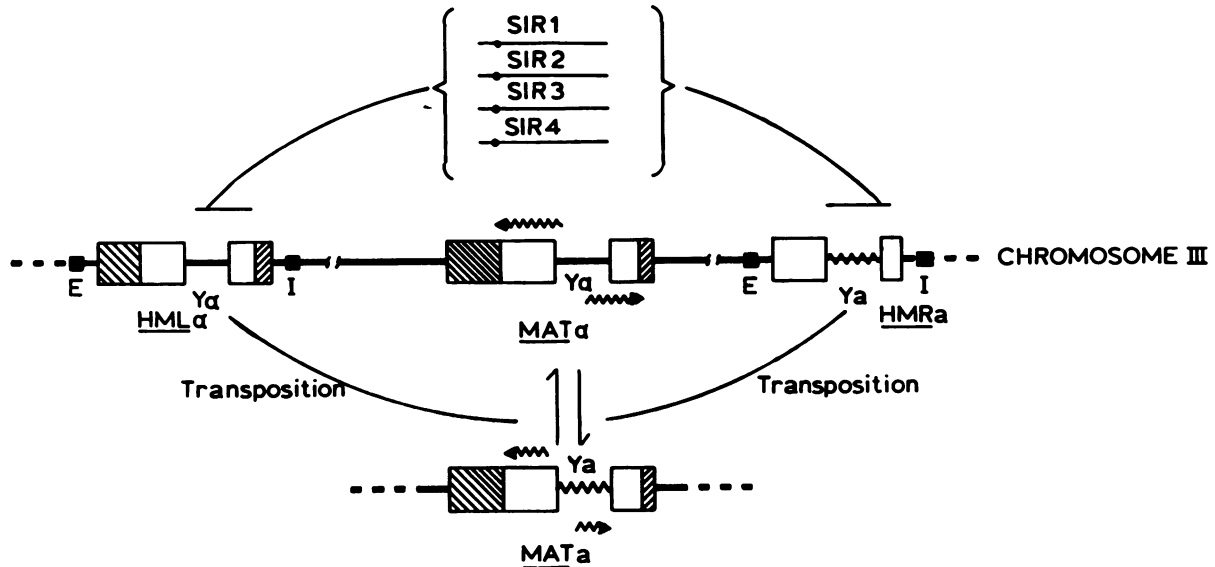 SIR1
SIR2
SIR3
SIR4
CHROMOSOME III
E
Yα
I
HMLα
Yα
MATα
E
Ya
I
HMRa
Transposition
Transposition
Ya
MATa